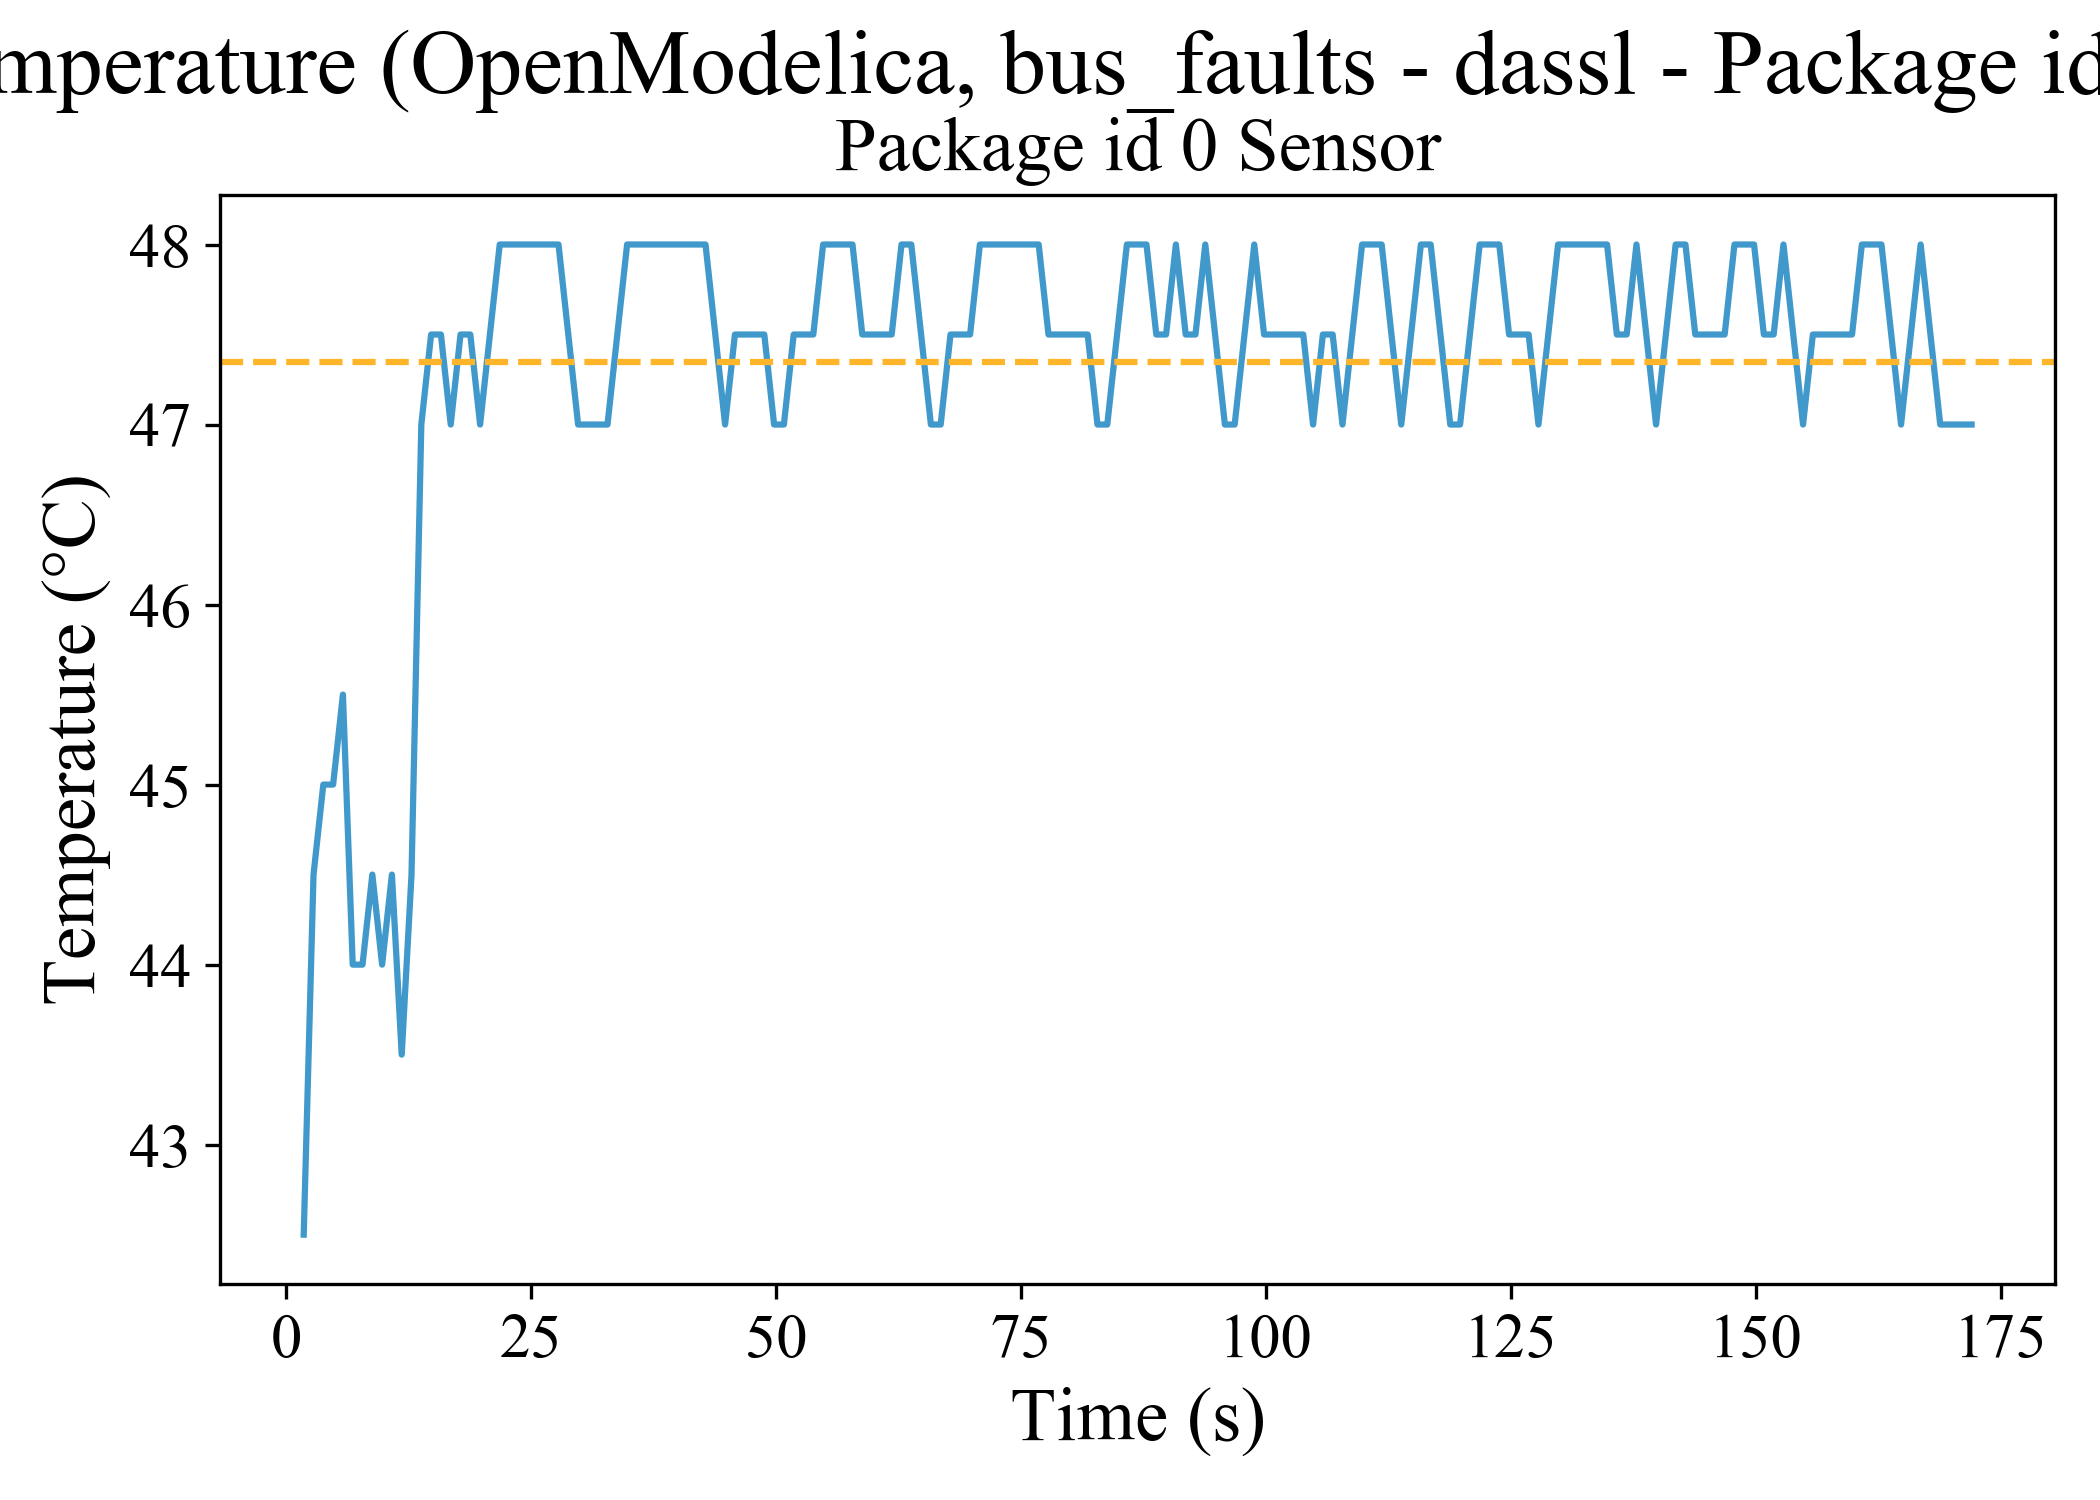 mperature (OpenModelica, bus_faults - dassl - Package id
Package id 0 Sensor
48
47
46
45
44
43
Temperature (°C)
0 25 50 75 100 125 150 175
Time (s)